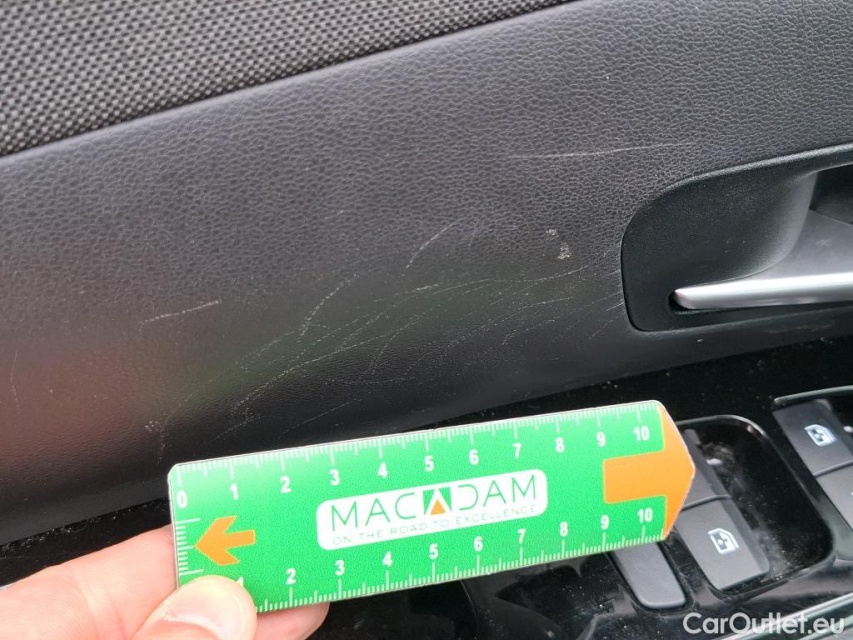 0 1 2 3 4 5 6 7 8 9 10
MACADAM
ON THE ROAD TO EXCELLENCE
1 2 3 4 5 6 7 8 9 10
CarOutlet.eu